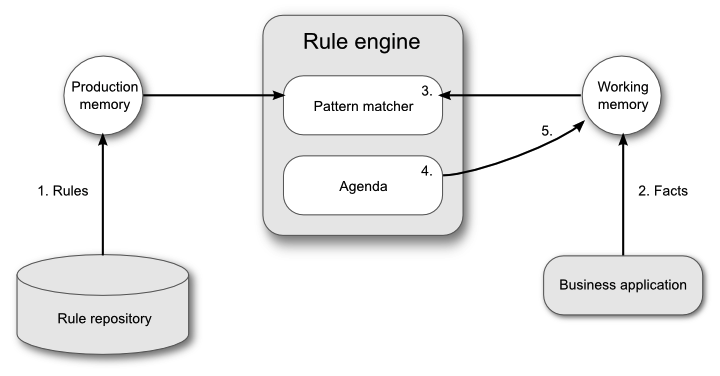 Rule engine
Production
memory
3.
Pattern matcher
Working
memory
5.
4.
Agenda
1. Rules
2. Facts
Rule repository
Business application